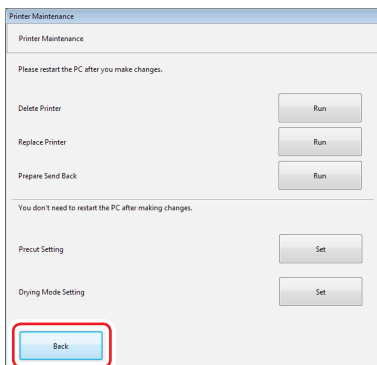 Printer Maintenance
Printer Maintenance
Please restart the PC after you make changes.
Delete Printer Run
Replace Printer Run
Prepare Send Back Run
You don't need to restart the PC after making changes.
Precut Setting Set
Drying Mode Setting Set
Back